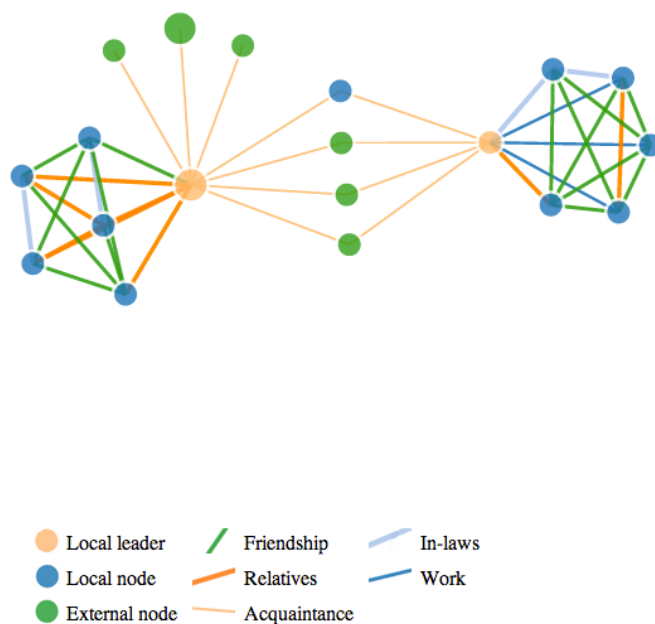 Local leader Friendship In-laws
Local node Relatives Work
External node Acquaintance